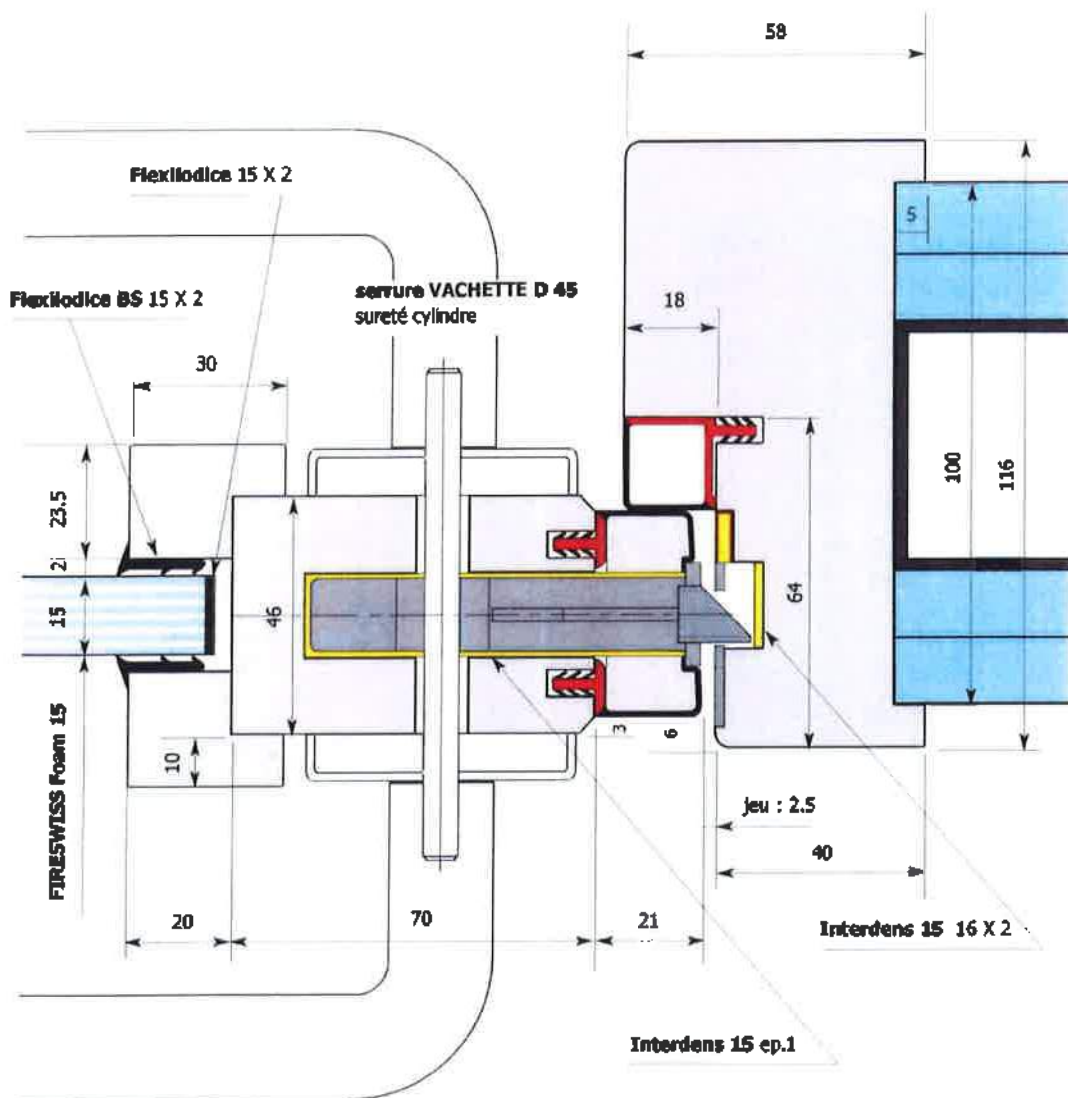 58
Flexilodice 15 X 2
5
Flexilodice BS 15 X 2
serrure VACHETTE D 45
sureté cylindre
18
30
100
116
23.5
2
15
46
64
FIRESWISS Foam 15
10
3
6
jeu : 2.5
40
20
70
21
Interdens 15 16 X 2
Interdens 15 ep.1